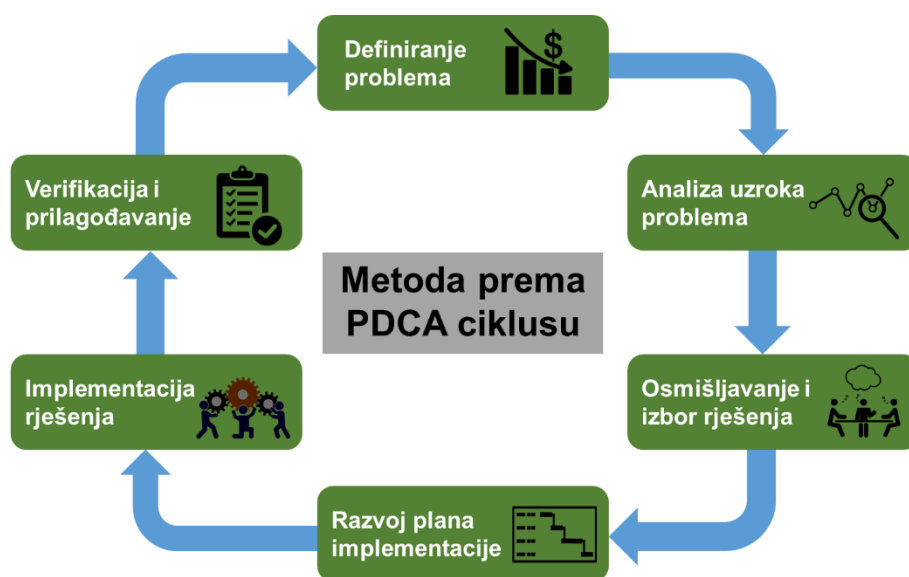 Definiranje
problema
$
Analiza uzroka
problema
Osmišljavanje i
izbor rješenja
Razvoj plana
implementacije
Implementacija
rješenja
Verifikacija i
prilagođavanje
Metoda prema
PDCA ciklusu